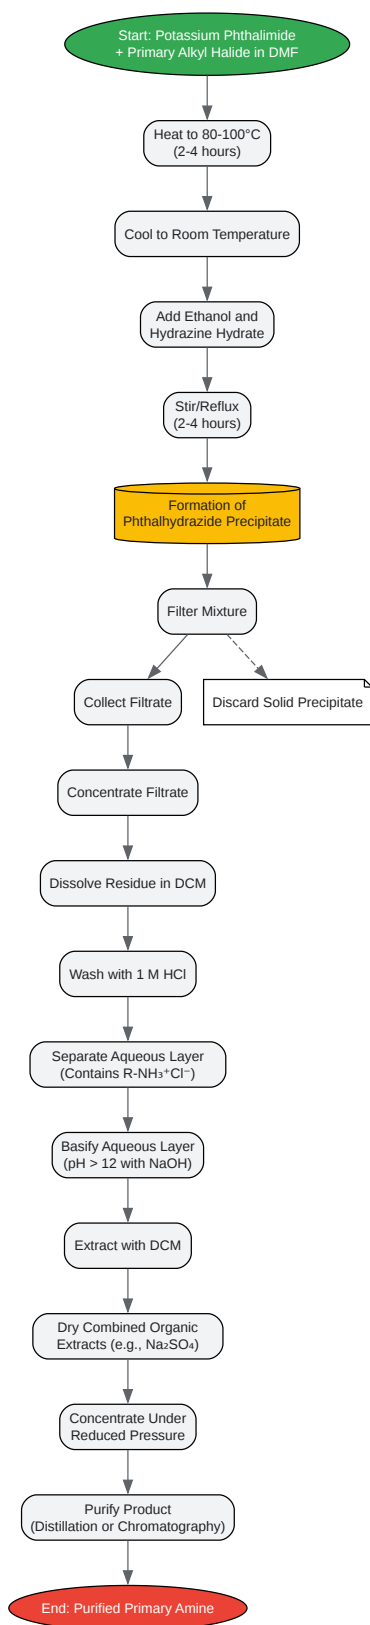 Start: Potassium Phthalimide
+ Primary Alkyl Halide in DMF
Heat to 80-100°C
(2-4 hours)
Cool to Room Temperature
Add Ethanol and
Hydrazine Hydrate
Stir/Reflux
(2-4 hours)
Formation of
Phthalhydrazide Precipitate
Filter Mixture
Collect Filtrate
Discard Solid Precipitate
Concentrate Filtrate
Dissolve Residue in DCM
Wash with 1 M HCl
Separate Aqueous Layer
(Contains R-NH₃⁺Cl⁻)
Basify Aqueous Layer
(pH > 12 with NaOH)
Extract with DCM
Dry Combined Organic
Extracts (e.g., Na₂SO₄)
Concentrate Under
Reduced Pressure
Purify Product
(Distillation or Chromatography)
End: Purified Primary Amine